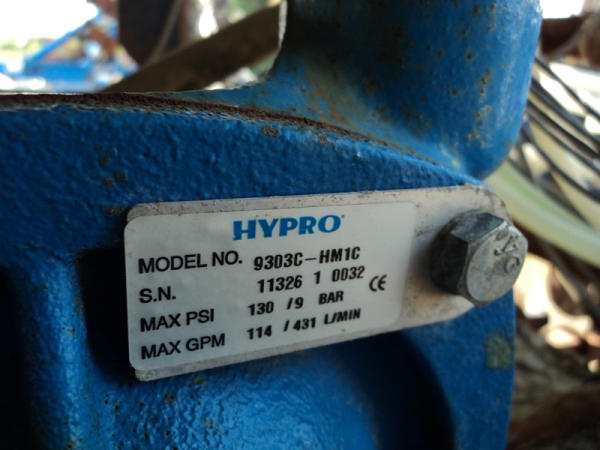 HYPRO
MODEL NO. 9303C-HM1C
S.N. 11326 1 0032
MAX PSI 130 /9 BAR CE
MAX GPM 114 / 431 L/MIN